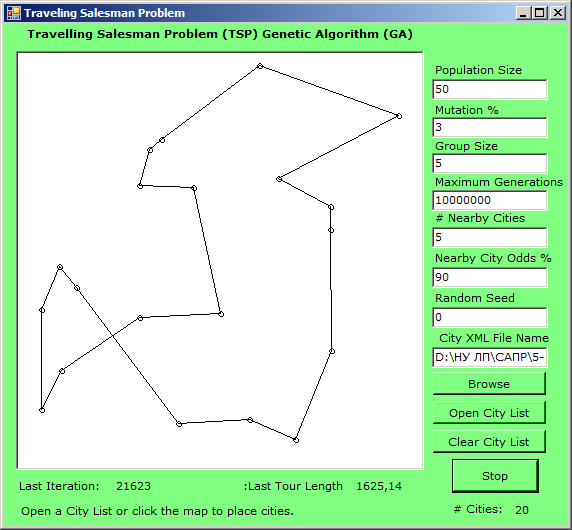 Traveling Salesman Problem
Travelling Salesman Problem (TSP) Genetic Algorithm (GA)
Population Size
50
Mutation %
3
Group Size
5
Maximum Generations
10000000
# Nearby Cities
5
Nearby City Odds %
90
Random Seed
0
City XML File Name
D:\НУ ЛП\САПР\5-
Browse
Open City List
Clear City List
Stop
Last Iteration: 21623 :Last Tour Length 1625,14
Open a City List or click the map to place cities. # Cities: 20